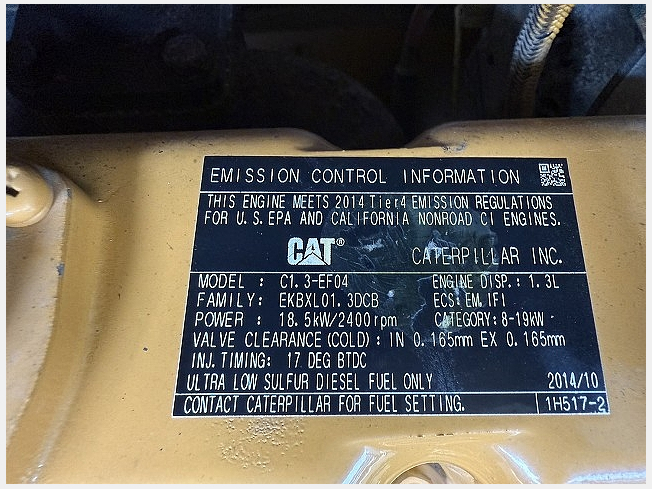 EMISSION CONTROL INFORMATION
THIS ENGINE MEETS 2014 Tier4 EMISSION REGULATIONS
FOR U.S.EPA AND CALIFORNIA NONROAD CI ENGINES.
CAT® CATERPILLAR INC.
MODEL : C1.3-EF04 ENGINE DISP.: 1.3L
FAMILY: EKBXL01.3DCB ECS: EM, IFI
POWER : 18.5kW/2400rpm CATEGORY: 8-19kW
VALVE CLEARANCE(COLD): IN 0.165mm EX 0.165mm
INJ. TIMING: 17 DEG BTDC
ULTRA LOW SULFUR DIESEL FUEL ONLY 2014/10
CONTACT CATERPILLAR FOR FUEL SETTING. 1H517-2